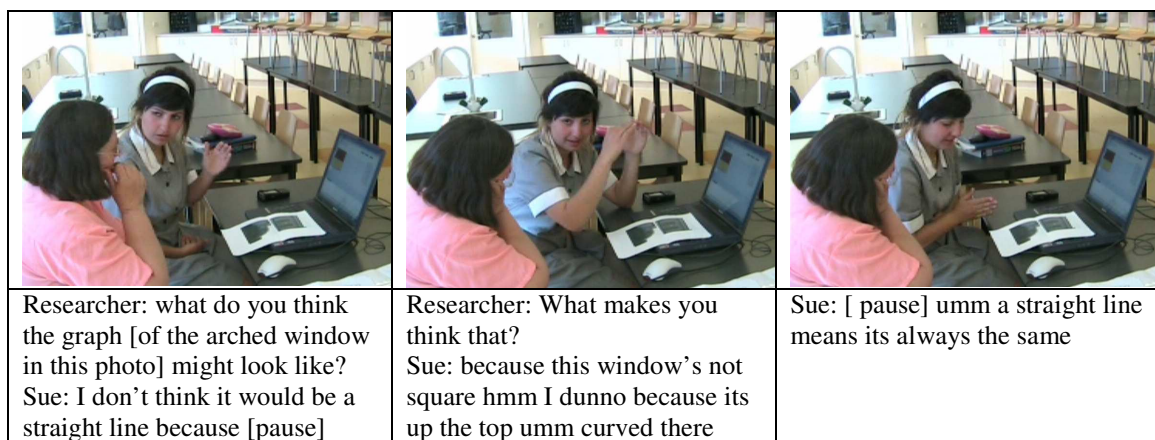 Researcher: what do you think
the graph [of the arched window
in this photo] might look like?
Sue: I don't think it would be a
straight line because [pause]
Researcher: What makes you
think that?
Sue: because this window's not
square hmm I dunno because its
up the top umm curved there
Sue: [ pause] umm a straight line
means its always the same